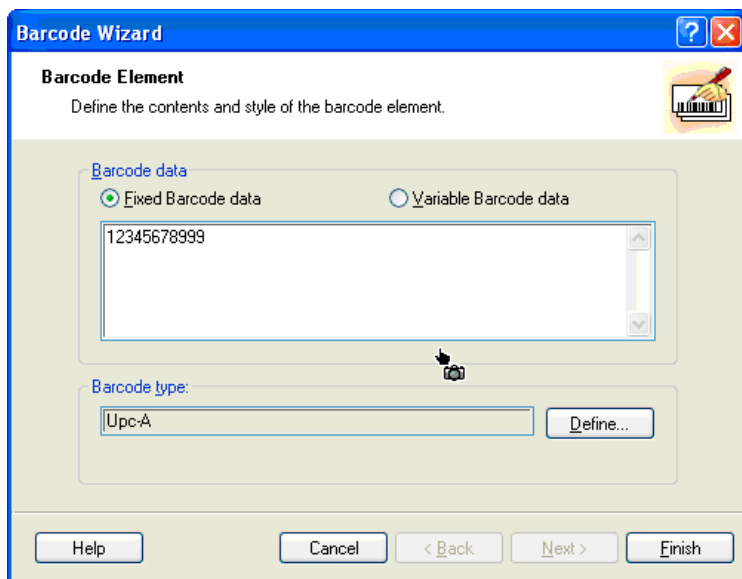 Barcode Wizard
Barcode Element
Define the contents and style of the barcode element.
Barcode data
Fixed Barcode data Variable Barcode data
12345678999
Barcode type:
Upc-A Define...
Help Cancel < Back Next > Finish